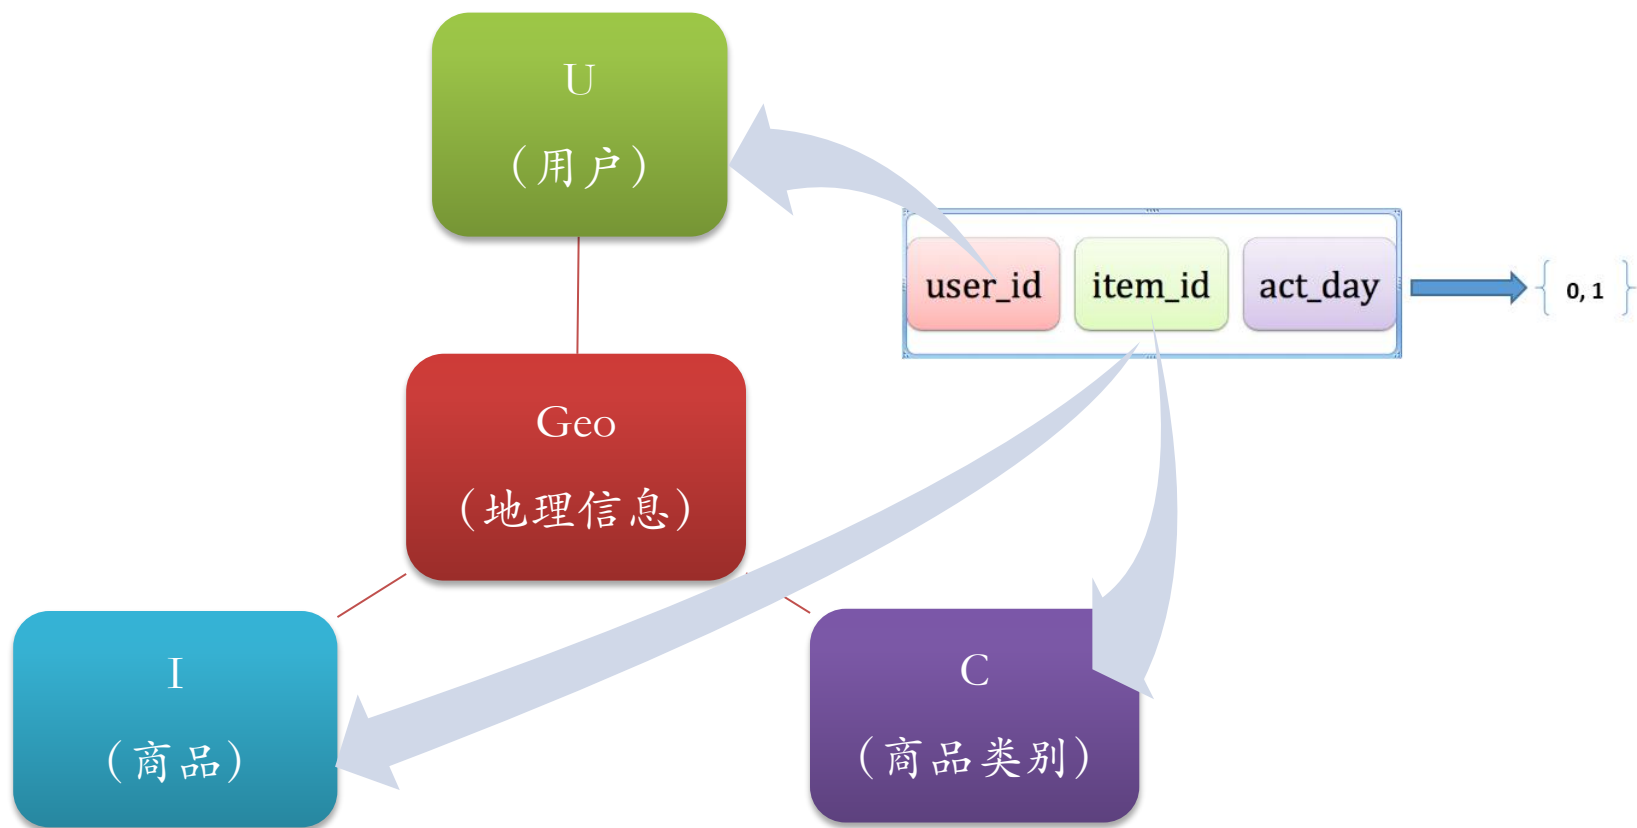 U
（用户）
user_id
item_id
act_day
0, 1
Geo
（地理信息）
I
（商品）
C
（商品类别）